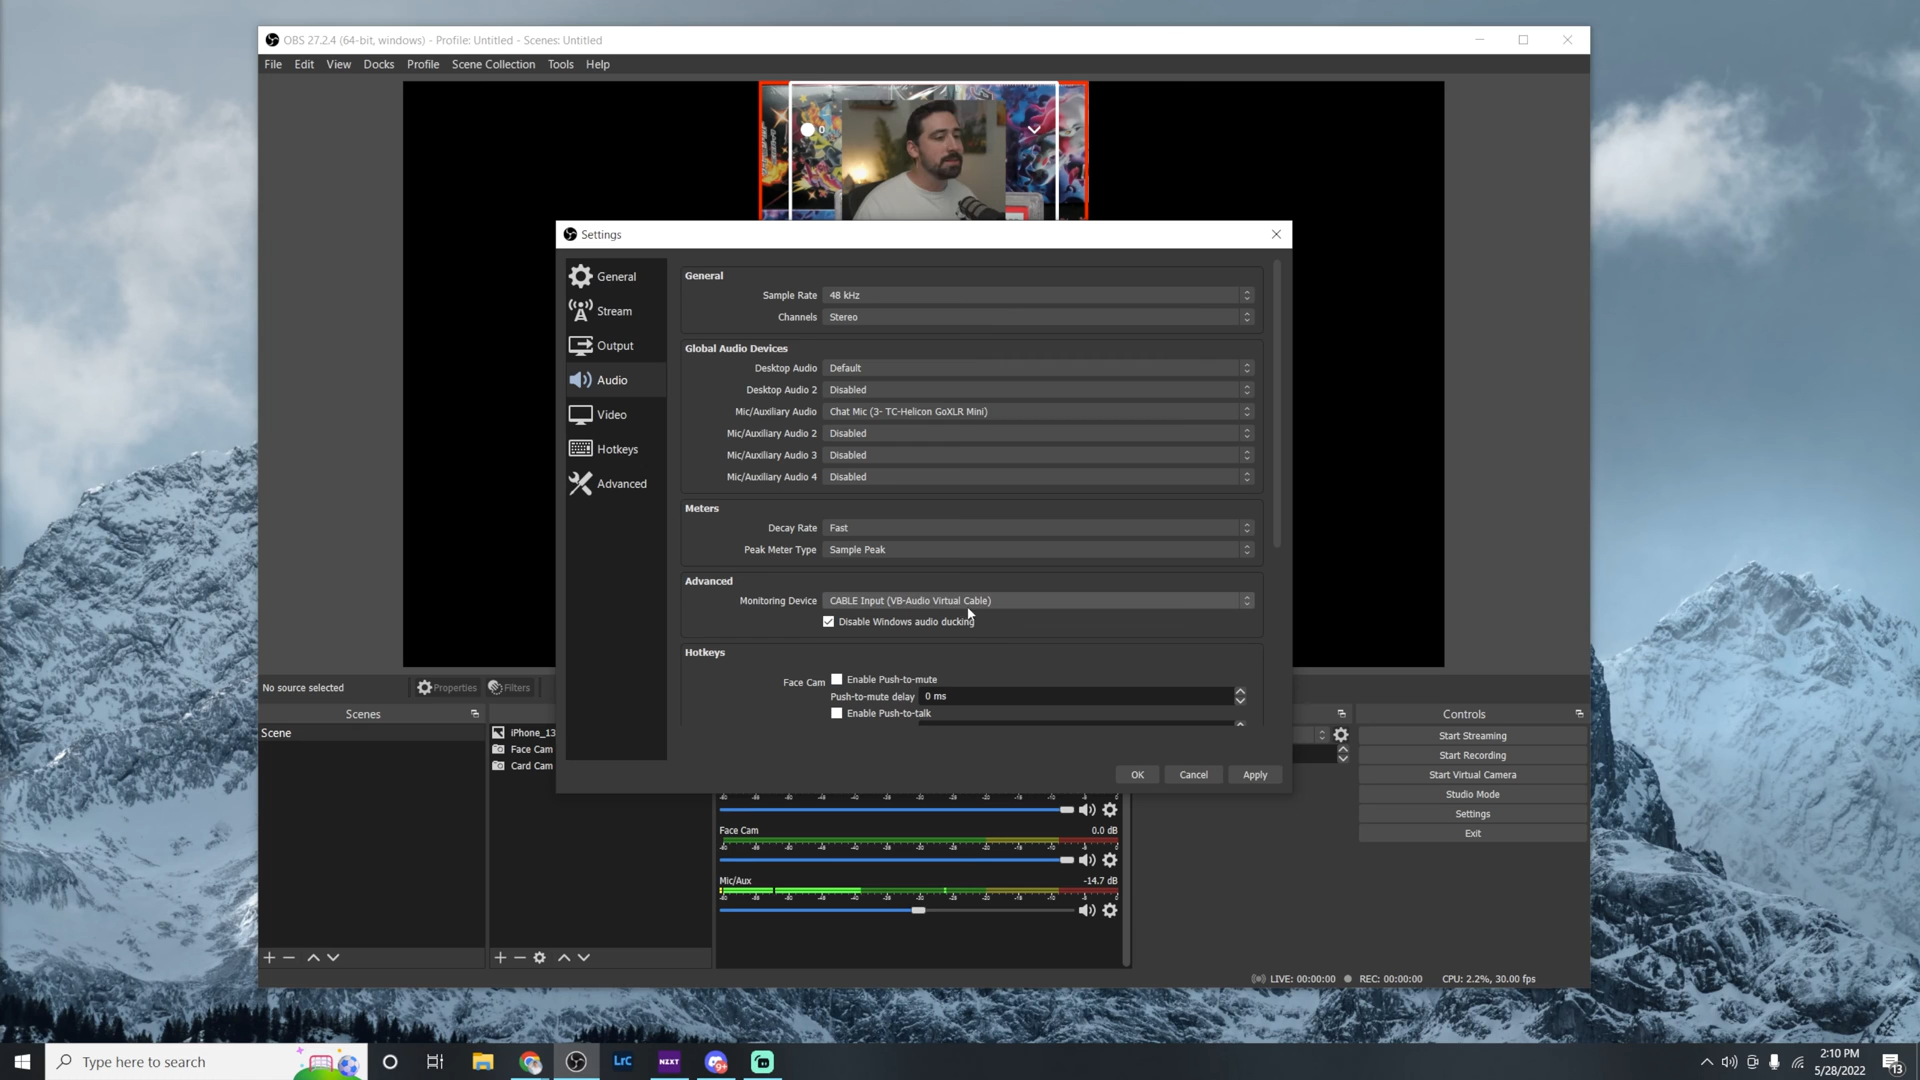 OBS 27.2.4 (64-bit, windows) - Profile: Untitled - Scenes: Untitled
File Edit View Docks Profile Scene Collection Tools Help
0
Settings
General
Stream
Output
Audio
Video
Hotkeys
Advanced
General
Sample Rate 48 kHz
Channels Stereo
Global Audio Devices
Desktop Audio Default
Desktop Audio 2 Disabled
Mic/Auxiliary Audio Chat Mic (3- TC-Helicon GoXLR Mini)
Mic/Auxiliary Audio 2 Disabled
Mic/Auxiliary Audio 3 Disabled
Mic/Auxiliary Audio 4 Disabled
Meters
Decay Rate Fast
Peak Meter Type Sample Peak
Advanced
Monitoring Device CABLE Input (VB-Audio Virtual Cable)
Disable Windows audio ducking
Hotkeys
Face Cam Enable Push-to-mute
Push-to-mute delay 0 ms
Enable Push-to-talk
OK Cancel Apply
No source selected Properties Filters
Scenes
Scene
iPhone_13
Face Cam
Card Cam
Face Cam 0.0 dB
Mic/Aux -14.7 dB
Controls
Start Streaming
Start Recording
Start Virtual Camera
Studio Mode
Settings
Exit
LIVE: 00:00:00 REC: 00:00:00 CPU: 2.2%, 30.00 fps
Type here to search
LrC
NZXT
9+
2:10 PM
5/28/2022
13